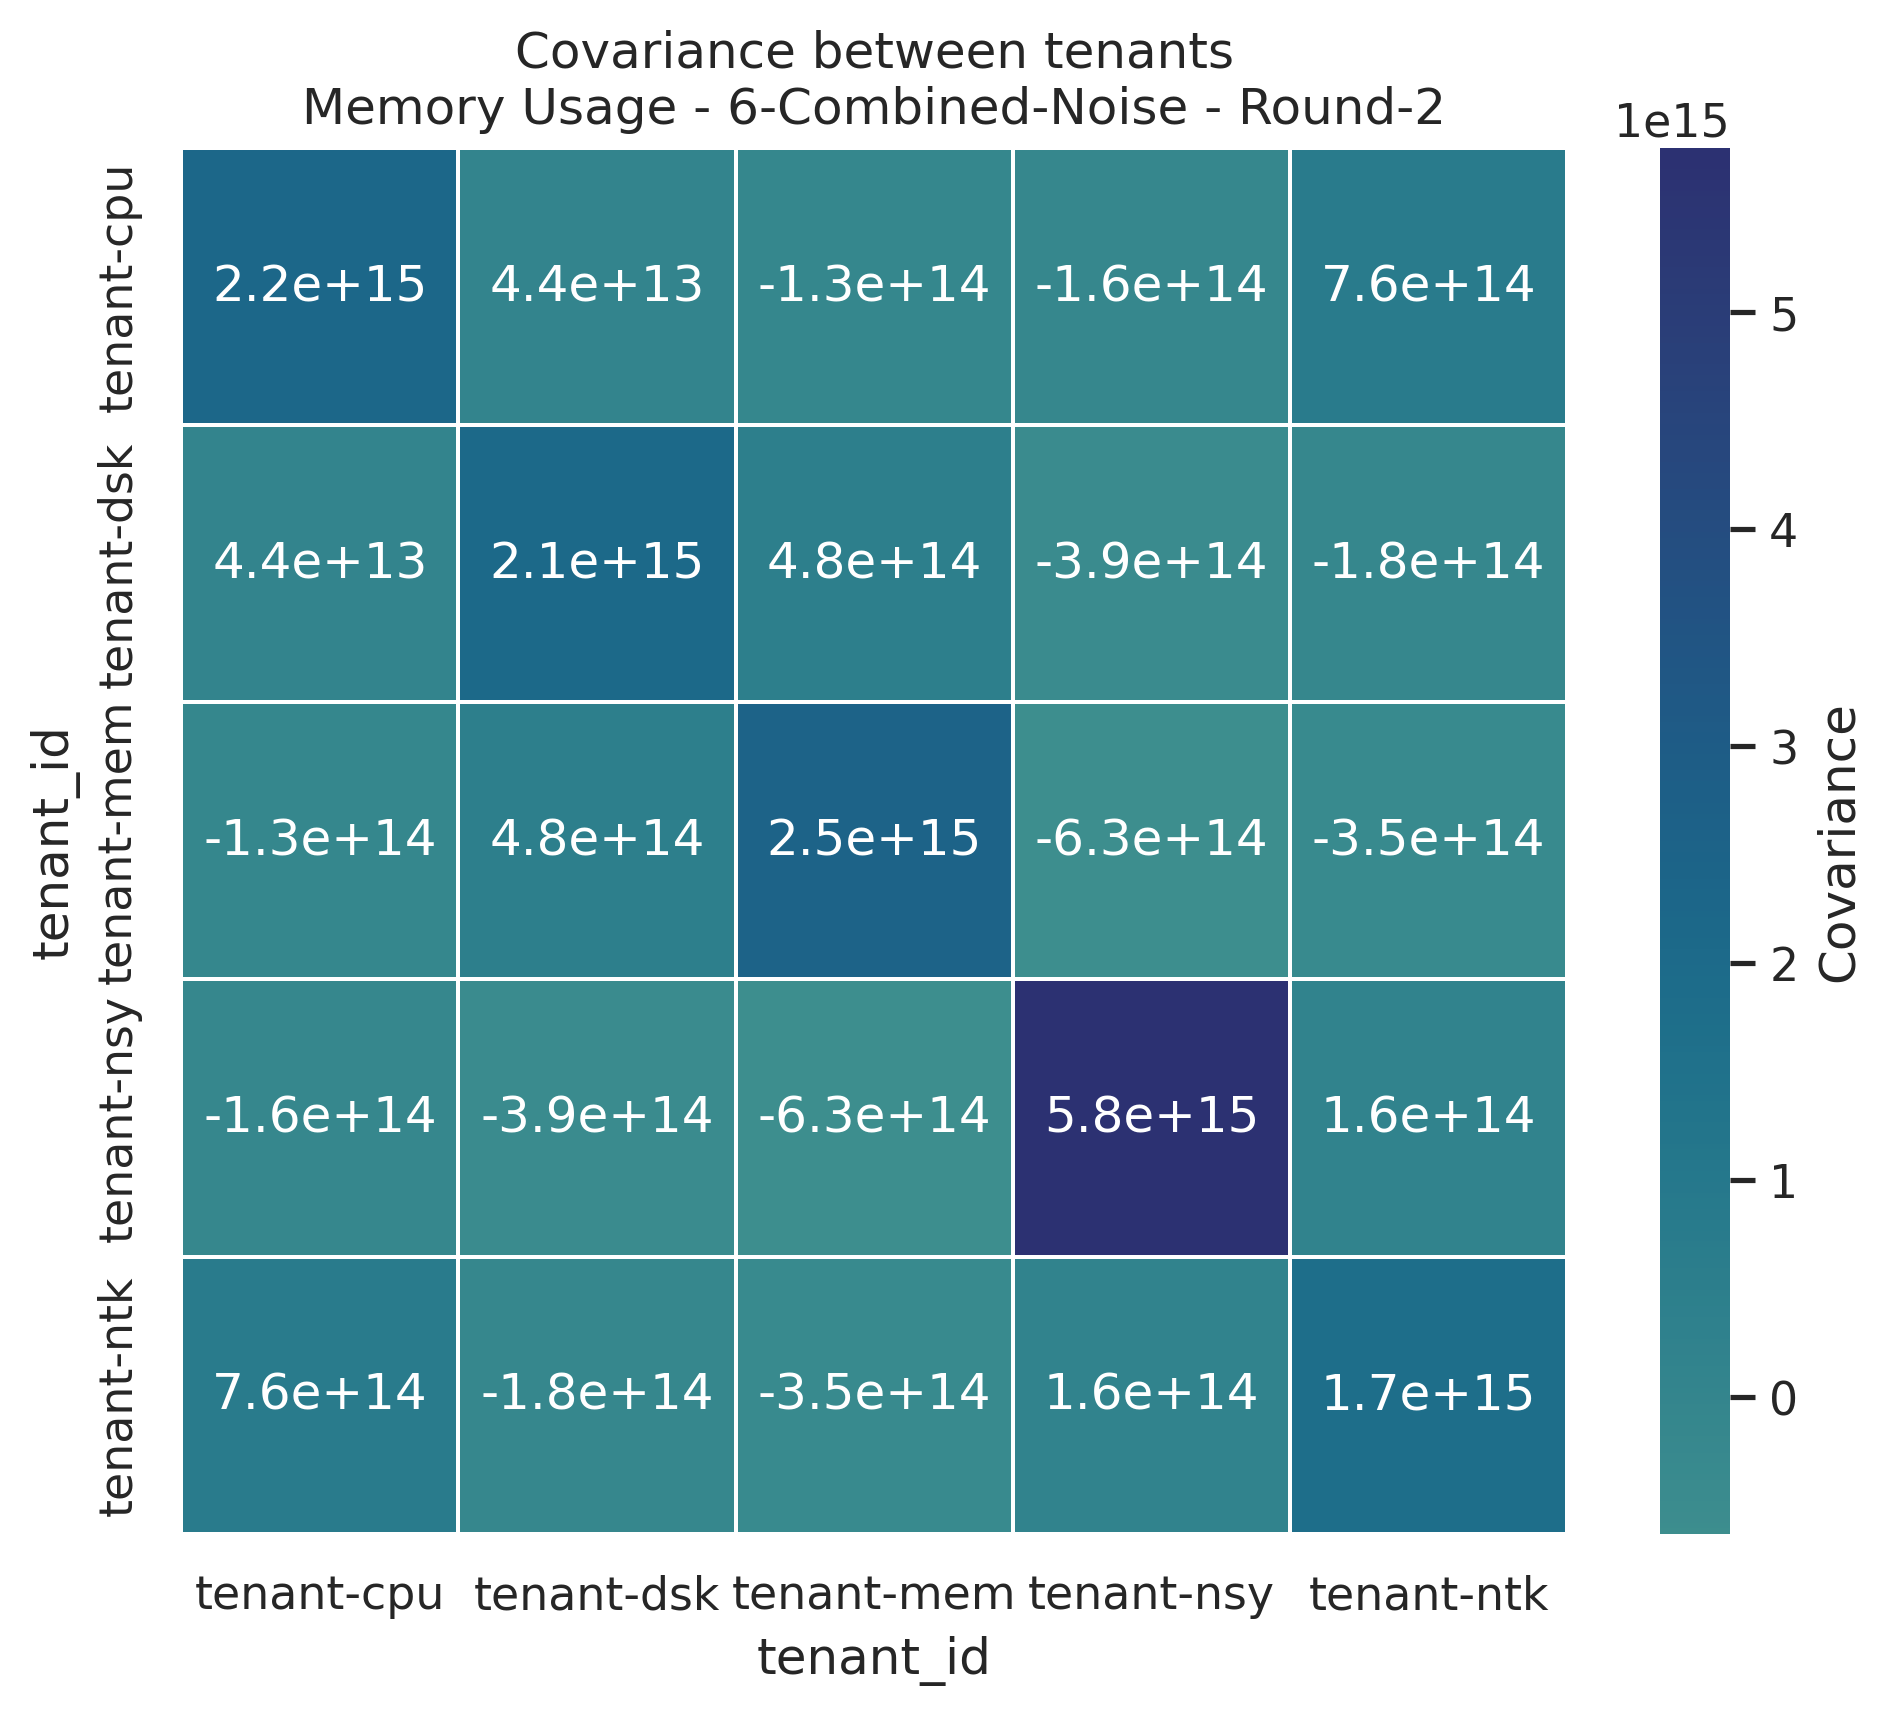 Covariance between tenants
Memory Usage - 6-Combined-Noise - Round-2
1e15
tenant-cpu
2.2e+15 4.4e+13 -1.3e+14 -1.6e+14 7.6e+14
tenant-dsk
4.4e+13 2.1e+15 4.8e+14 -3.9e+14 -1.8e+14
tenant-mem
-1.3e+14 4.8e+14 2.5e+15 -6.3e+14 -3.5e+14
tenant-nsy
-1.6e+14 -3.9e+14 -6.3e+14 5.8e+15 1.6e+14
tenant-ntk
7.6e+14 -1.8e+14 -3.5e+14 1.6e+14 1.7e+15
tenant_id
tenant-cpu tenant-dsk tenant-mem tenant-nsy tenant-ntk
tenant_id
5
4
3
2
1
0
Covariance